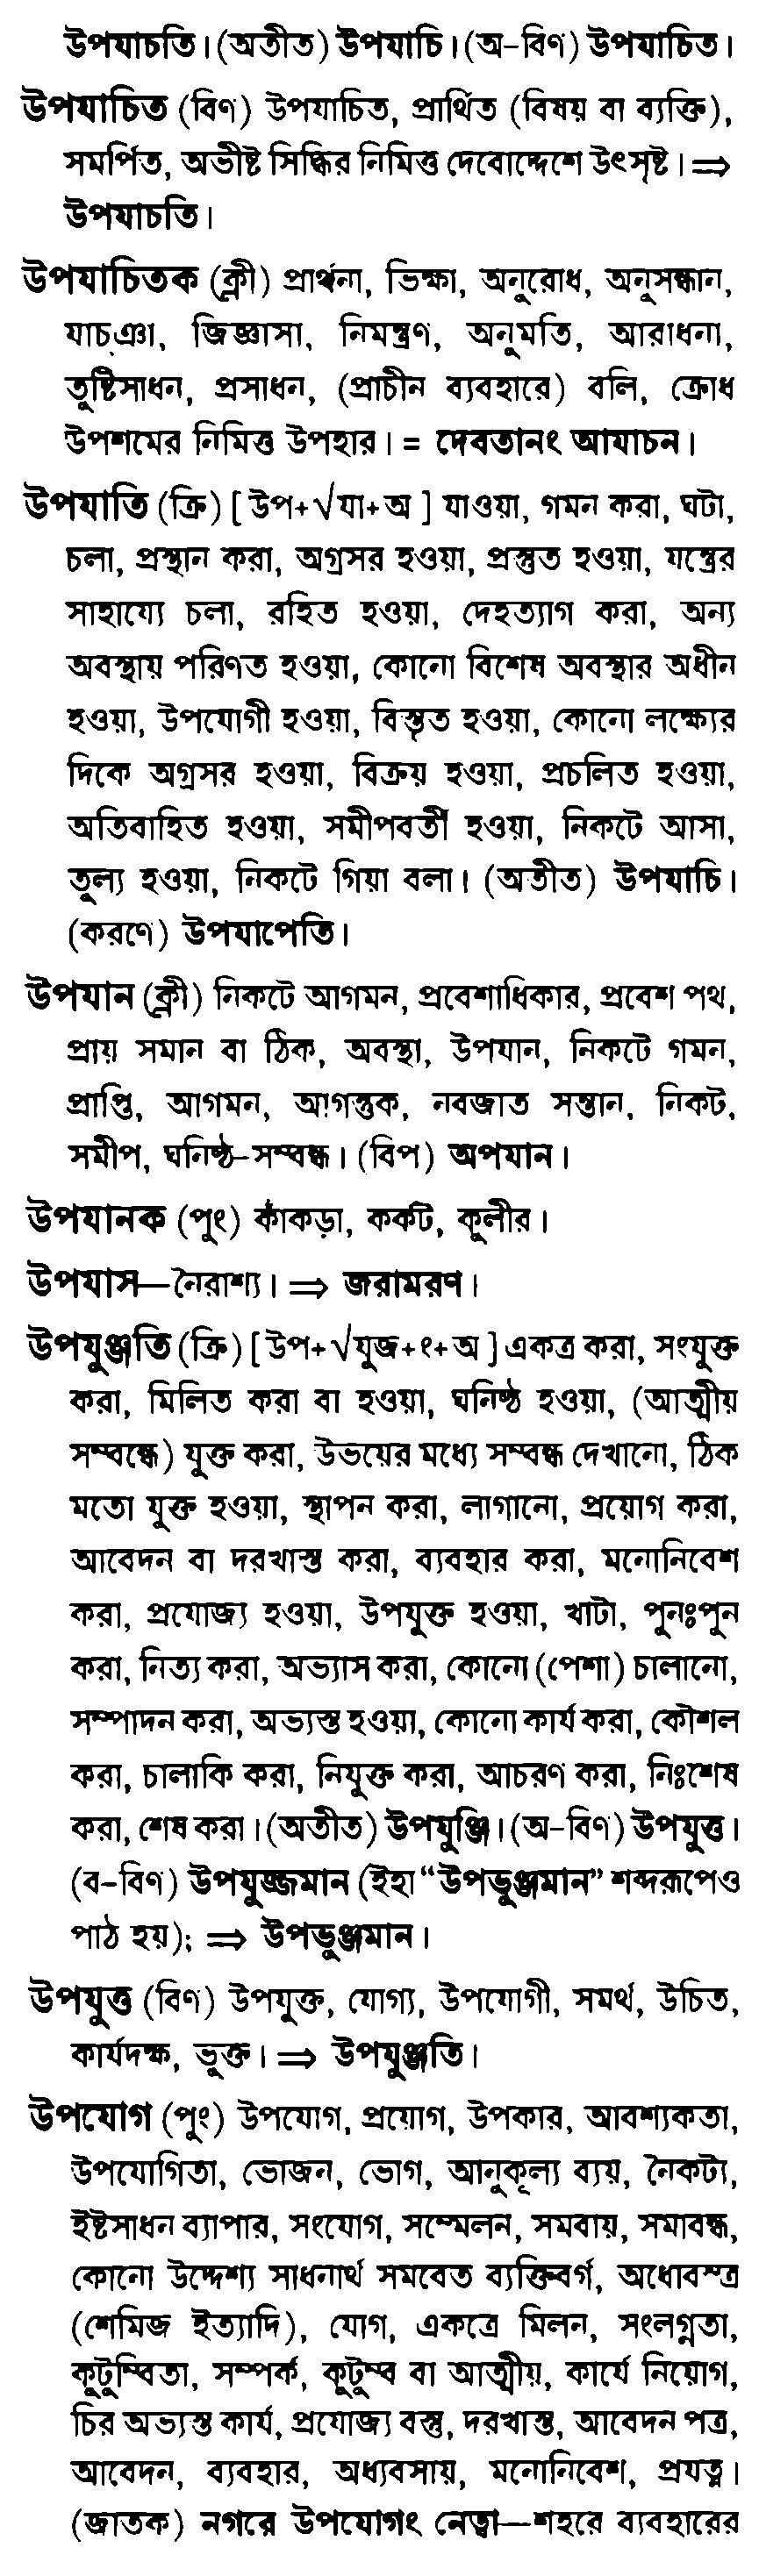 উপযাচতি। (অতীত) উপযাচি। (অ-বিণ) উপযাচিত।
উপযাচিত (বিণ) উপযাচিত, প্রার্থিত (বিষয় বা ব্যক্তি),
সমর্পিত, অভীষ্ট সিদ্ধির নিমিত্ত দেবোদ্দেশে উৎসৃষ্ট। ⇒
উপযাচতি।
উপযাচিতক (ক্লী) প্রার্থনা, ভিক্ষা, অনুরোধ, অনুসন্ধান,
যাচ্ঞা, জিজ্ঞাসা, নিমন্ত্রণ, অনুমতি, আরাধনা,
তুষ্টিসাধন, প্রসাধন, (প্রাচীন ব্যবহারে) বলি, ক্রোধ
উপশমের নিমিত্ত উপহার। = দেবতানং আযাচন।
উপযাতি (ক্রি) [ উপ+√যা+অ ] যাওয়া, গমন করা, ঘটা,
চলা, প্রস্থান করা, অগ্রসর হওয়া, প্রস্তুত হওয়া, যন্ত্রের
সাহায্যে চলা, রহিত হওয়া, দেহত্যাগ করা, অন্য
অবস্থায় পরিণত হওয়া, কোনো বিশেষ অবস্থার অধীন
হওয়া, উপযোগী হওয়া, বিস্তৃত হওয়া, কোনো লক্ষ্যের
দিকে অগ্রসর হওয়া, বিক্রয় হওয়া, প্রচলিত হওয়া,
অতিবাহিত হওয়া, সমীপবর্তী হওয়া, নিকটে আসা,
তুল্য হওয়া, নিকটে গিয়া বলা। (অতীত) উপযাচি।
(করণে) উপযাপেতি।
উপযান (ক্লী) নিকটে আগমন, প্রবেশাধিকার, প্রবেশ পথ,
প্রায় সমান বা ঠিক, অবস্থা, উপযান, নিকটে গমন,
প্রাপ্তি, আগমন, আগন্তুক, নবজাত সন্তান, নিকট,
সমীপ, ঘনিষ্ঠ-সম্বন্ধ। (বিপ) অপযান।
উপযানক (পুং) কাঁকড়া, কর্কট, কুলীর।
উপযাস—নৈরাশ্য। ⇒ জরামরণ।
উপযুঞ্জতি (ক্রি) [ উপ+√যুজ+ং+অ ] একত্র করা, সংযুক্ত
করা, মিলিত করা বা হওয়া, ঘনিষ্ঠ হওয়া, (আত্মীয়
সম্বন্ধে) যুক্ত করা, উভয়ের মধ্যে সম্বন্ধ দেখানো, ঠিক
মতো যুক্ত হওয়া, স্থাপন করা, লাগানো, প্রয়োগ করা,
আবেদন বা দরখাস্ত করা, ব্যবহার করা, মনোনিবেশ
করা, প্রযোজ্য হওয়া, উপযুক্ত হওয়া, খাটা, পুনঃপুন
করা, নিত্য করা, অভ্যাস করা, কোনো (পেশা) চালানো,
সম্পাদন করা, অভ্যস্ত হওয়া, কোনো কার্য করা, কৌশল
করা, চালাকি করা, নিযুক্ত করা, আচরণ করা, নিঃশেষ
করা, শেষ করা। (অতীত) উপযুঞ্জি। (অ-বিণ) উপযুত্ত।
(ব-বিণ) উপযুজ্জমান (ইহা “উপভুঞ্জমান” শব্দরূপেও
পাঠ হয়); ⇒ উপভুঞ্জমান।
উপযুত্ত (বিণ) উপযুক্ত, যোগ্য, উপযোগী, সমর্থ, উচিত,
কার্যদক্ষ, ভুক্ত। ⇒ উপযুঞ্জতি।
উপযোগ (পুং) উপযোগ, প্রয়োগ, উপকার, আবশ্যকতা,
উপযোগিতা, ভোজন, ভোগ, আনুকূল্য ব্যয়, নৈকট্য,
ইষ্টসাধন ব্যাপার, সংযোগ, সম্মেলন, সমবায়, সমাবন্ধ,
কোনো উদ্দেশ্য সাধনার্থ সমবেত ব্যক্তিবর্গ, অধোবস্ত্র
(শেমিজ ইত্যাদি), যোগ, একত্রে মিলন, সংলগ্নতা,
কুটুম্বিতা, সম্পর্ক, কুটুম্ব বা আত্মীয়, কার্যে নিয়োগ,
চির অভ্যস্ত কার্য, প্রযোজ্য বস্তু, দরখাস্ত, আবেদন পত্র,
আবেদন, ব্যবহার, অধ্যবসায়, মনোনিবেশ, প্রযত্ন।
(জাতক) নগরে উপযোগং নেত্বা—শহরে ব্যবহারের